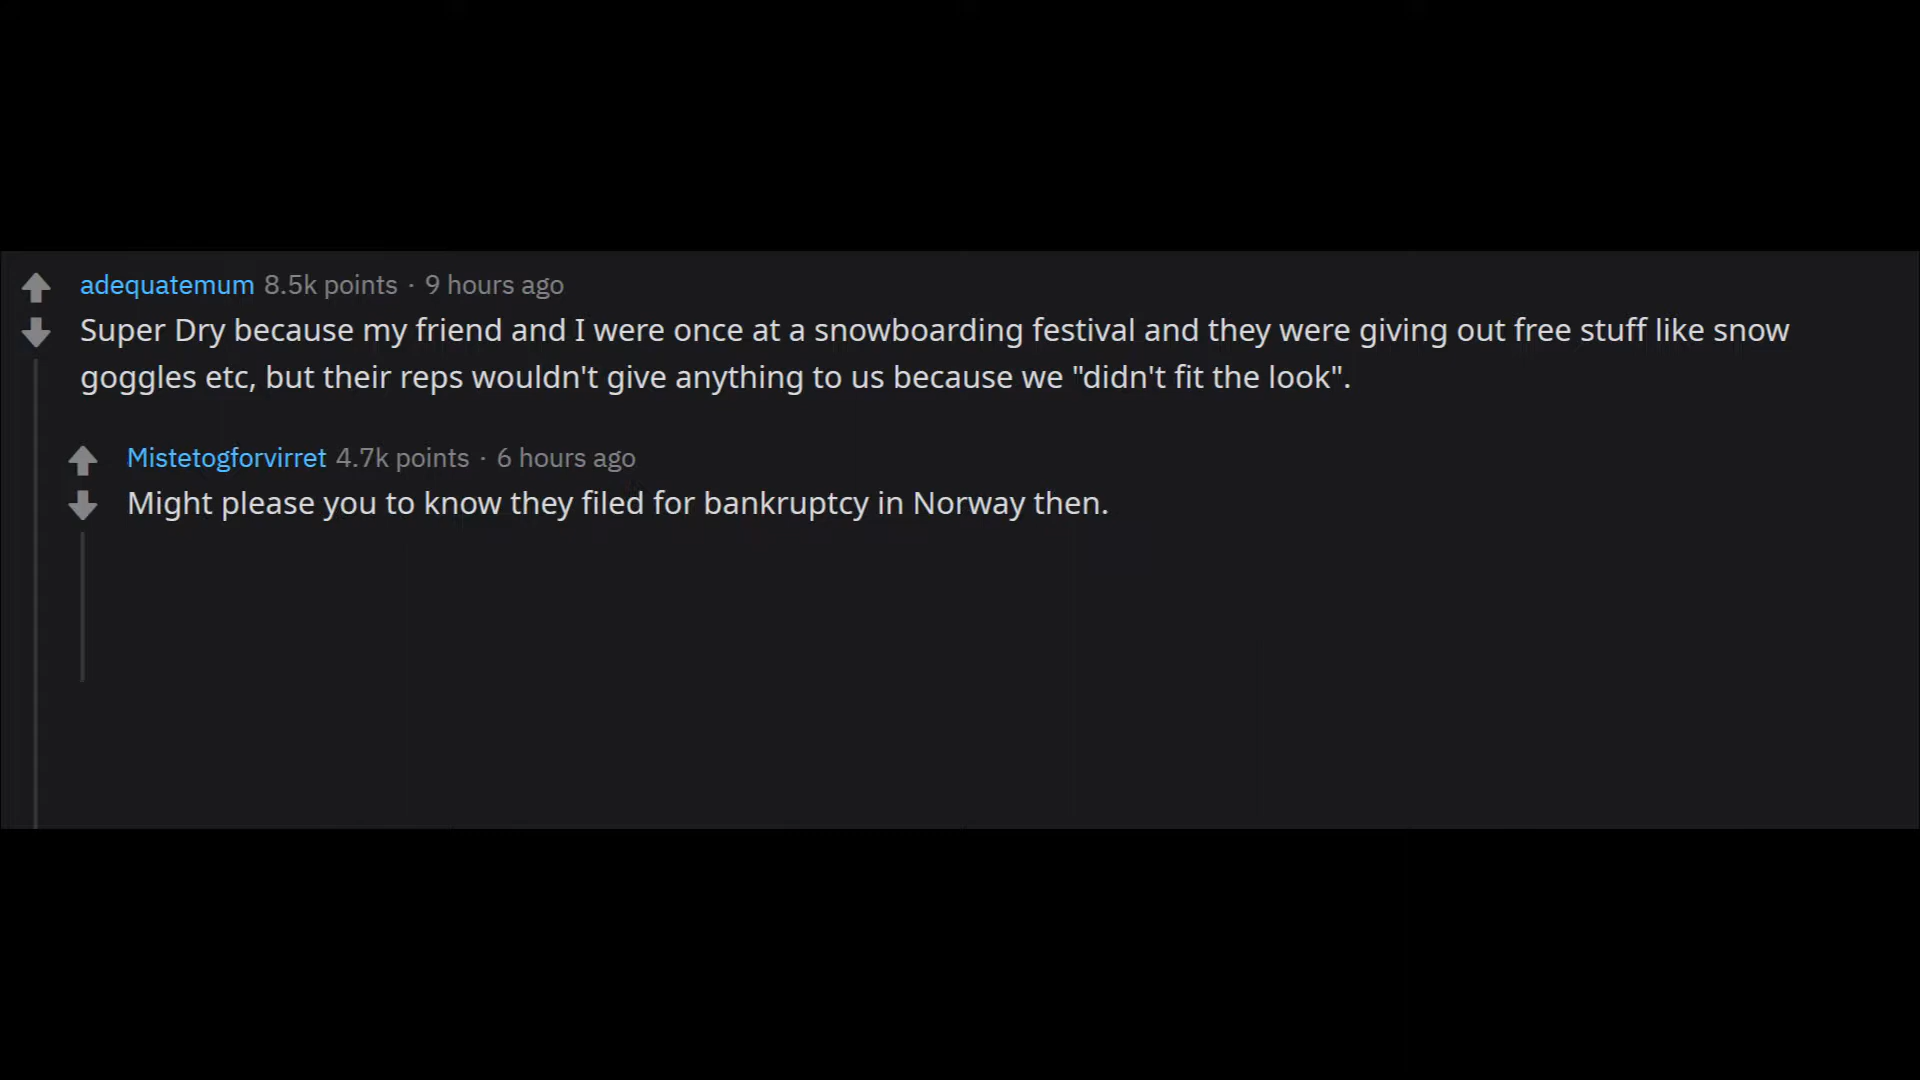 adequatemum 8.5k points · 9 hours ago
Super Dry because my friend and I were once at a snowboarding festival and they were giving out free stuff like snow
goggles etc, but their reps wouldn't give anything to us because we "didn't fit the look".
Mistetogforvirret 4.7k points · 6 hours ago
Might please you to know they filed for bankruptcy in Norway then.